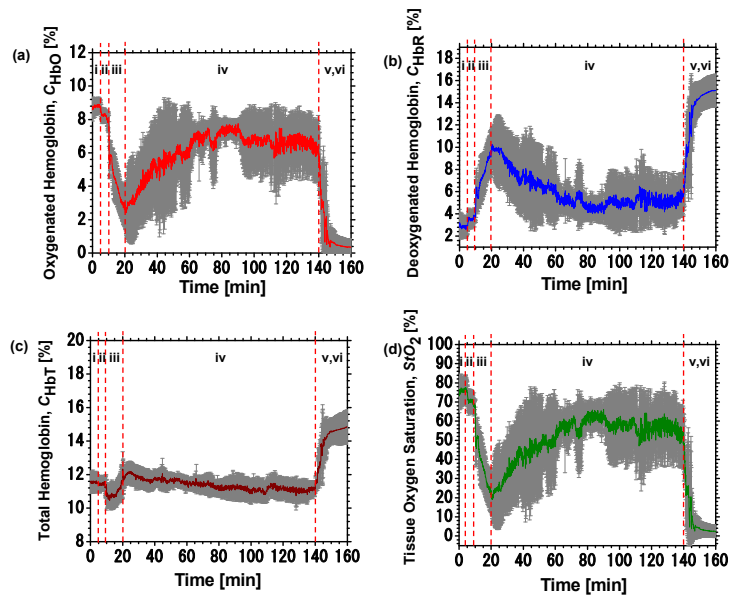 (a)
Oxygenated Hemoglobin, C_HbO [%]
12
10
8
6
4
2
0
i ii iii iv v,vi
0 20 40 60 80 100 120 140 160
Time [min]
(b)
Deoxygenated Hemoglobin, C_HbR [%]
18
16
14
12
10
8
6
4
2
i ii iii iv v,vi
0 20 40 60 80 100 120 140 160
Time [min]
(c)
Total Hemoglobin, C_HbT [%]
20
18
16
14
12
10
8
i ii iii iv v,vi
0 20 40 60 80 100 120 140 160
Time [min]
(d)
Tissue Oxygen Saturation, StO2 [%]
100
90
80
70
60
50
40
30
20
10
0
i ii iii iv v,vi
0 20 40 60 80 100 120 140 160
Time [min]